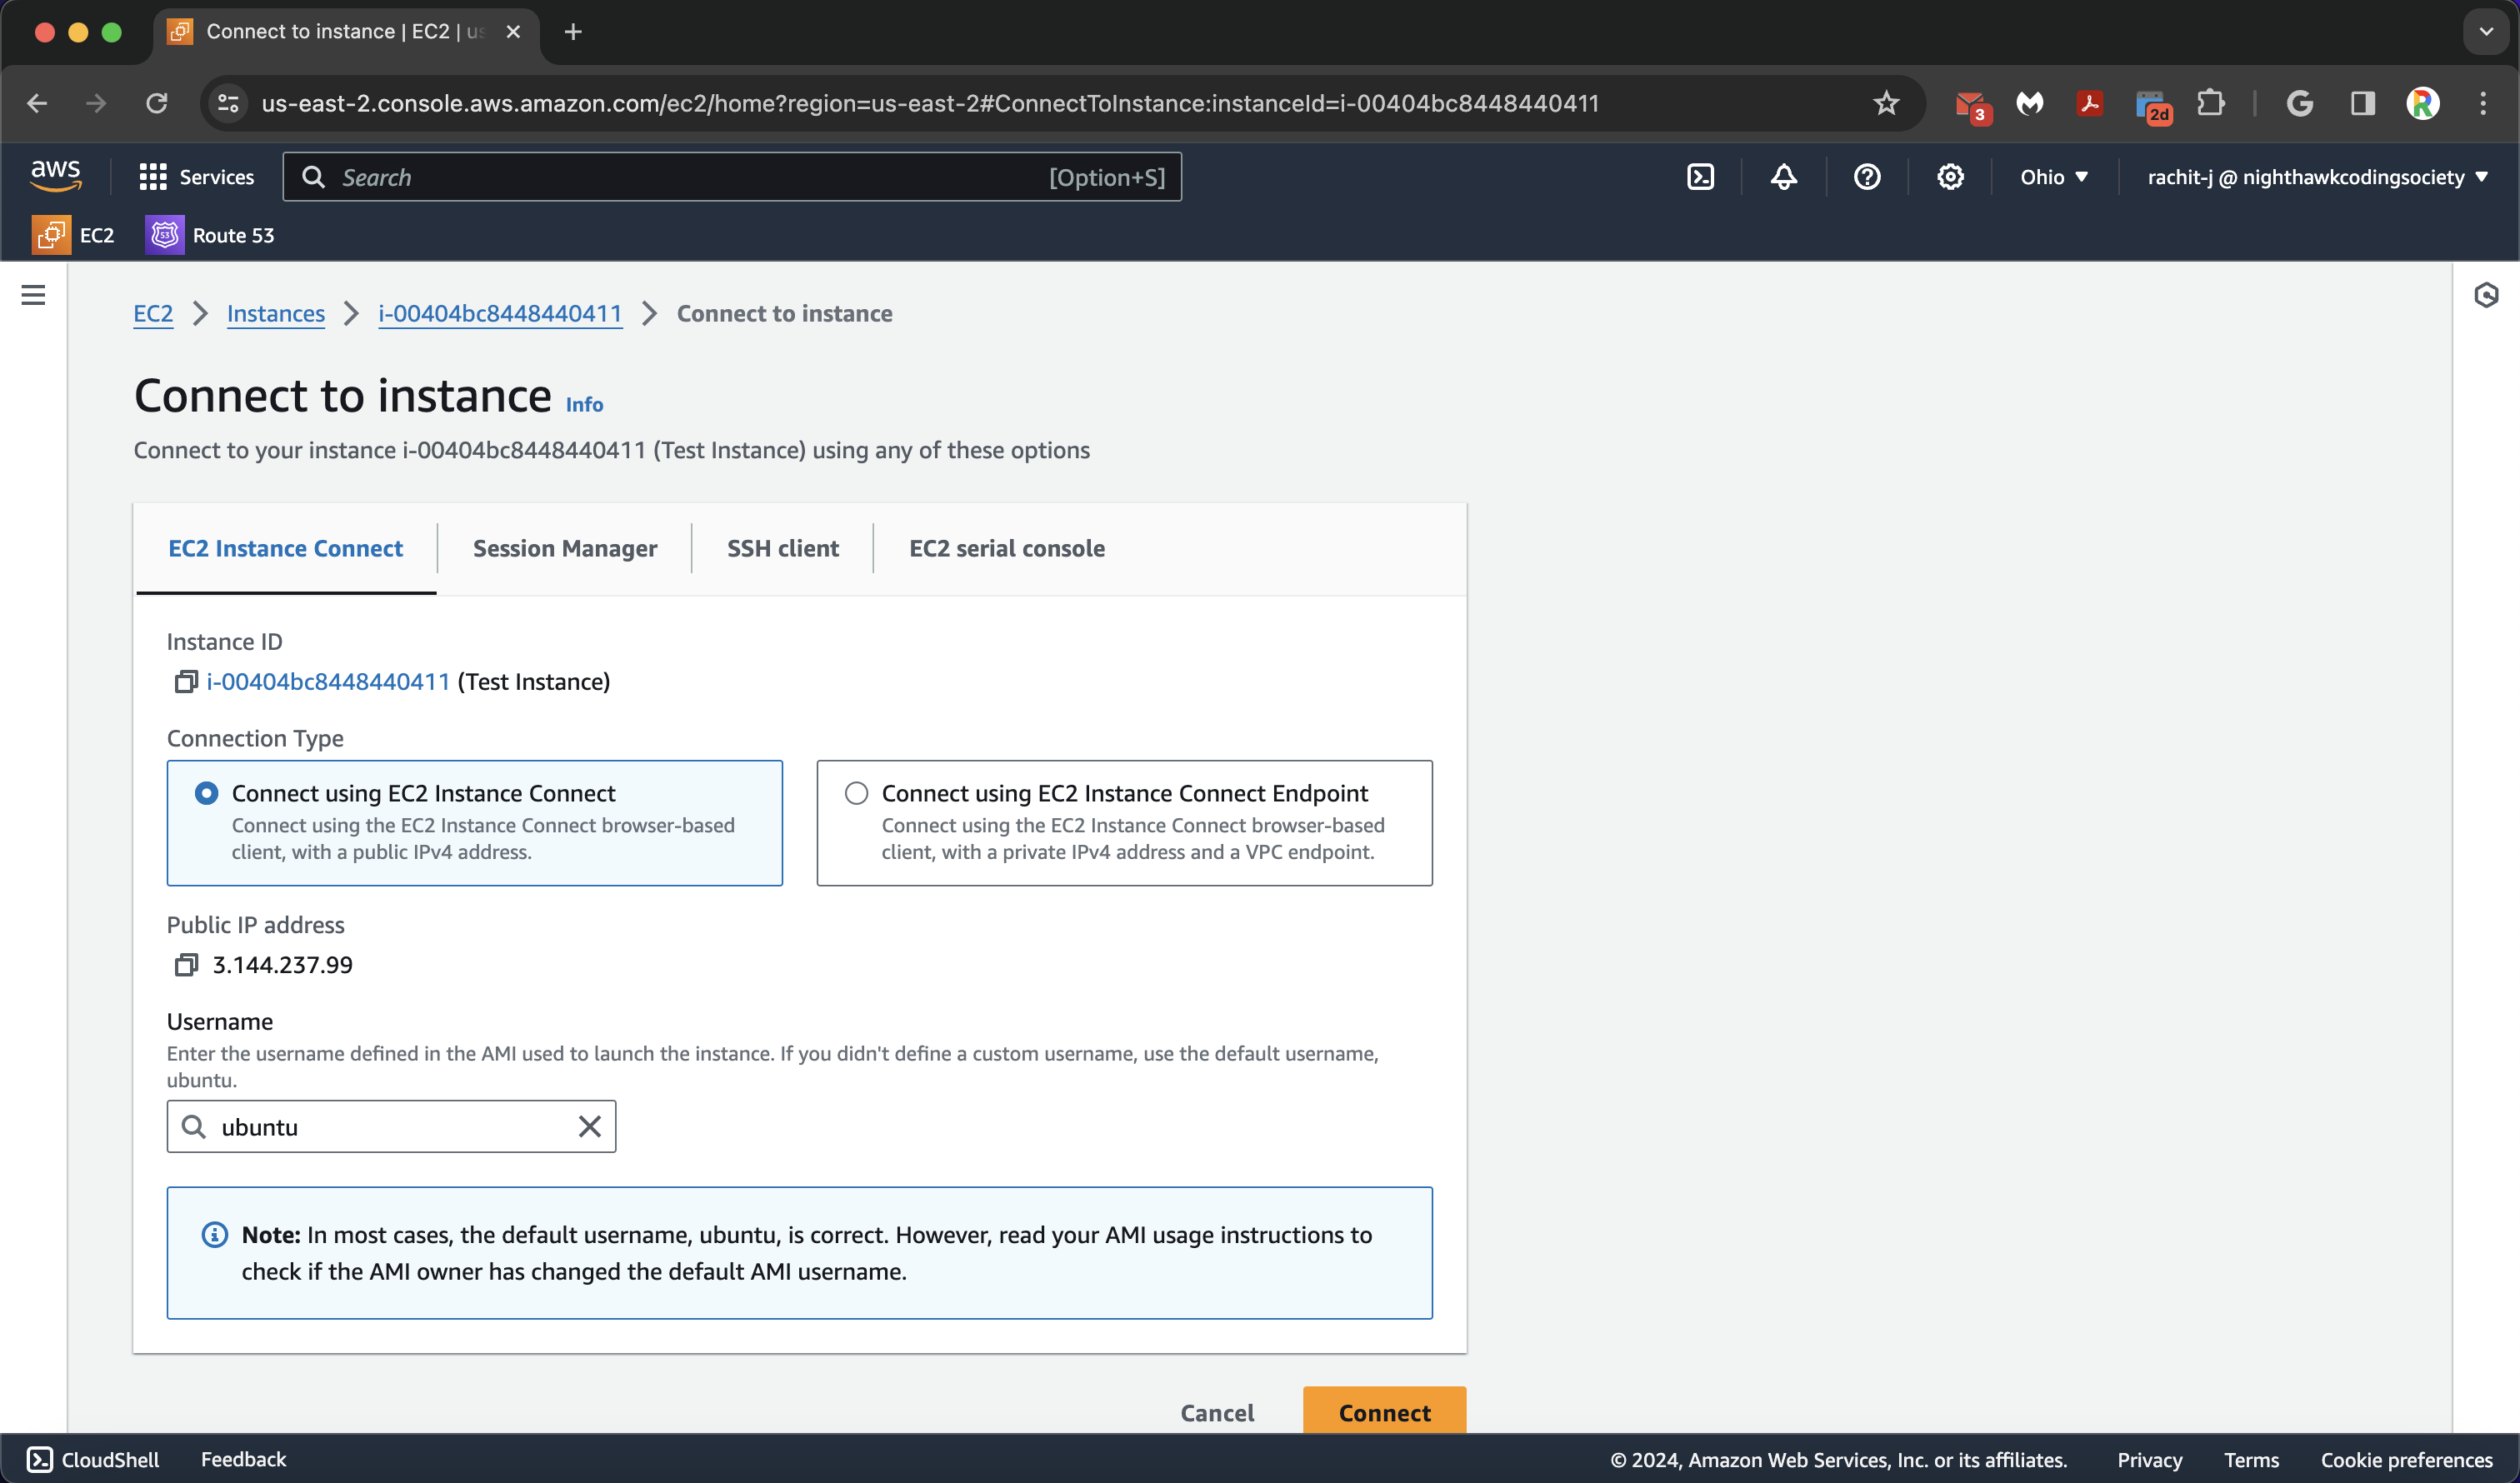 Connect to instance | EC2 | us
us-east-2.console.aws.amazon.com/ec2/home?region=us-east-2#ConnectToInstance:instanceId=i-00404bc8448440411
3
2d
G
R
aws
Services
Search
[Option+S]
Ohio
rachit-j @ nighthawkcodingsociety
EC2
53
Route 53
EC2
Instances
i-00404bc8448440411
Connect to instance
Connect to instance Info
Connect to your instance i-00404bc8448440411 (Test Instance) using any of these options
EC2 Instance Connect
Session Manager
SSH client
EC2 serial console
Instance ID
i-00404bc8448440411 (Test Instance)
Connection Type
Connect using EC2 Instance Connect
Connect using the EC2 Instance Connect browser-based
client, with a public IPv4 address.
Connect using EC2 Instance Connect Endpoint
Connect using the EC2 Instance Connect browser-based
client, with a private IPv4 address and a VPC endpoint.
Public IP address
3.144.237.99
Username
Enter the username defined in the AMI used to launch the instance. If you didn't define a custom username, use the default username,
ubuntu.
ubuntu
Note: In most cases, the default username, ubuntu, is correct. However, read your AMI usage instructions to
check if the AMI owner has changed the default AMI username.
Cancel
Connect
CloudShell
Feedback
© 2024, Amazon Web Services, Inc. or its affiliates.
Privacy
Terms
Cookie preferences